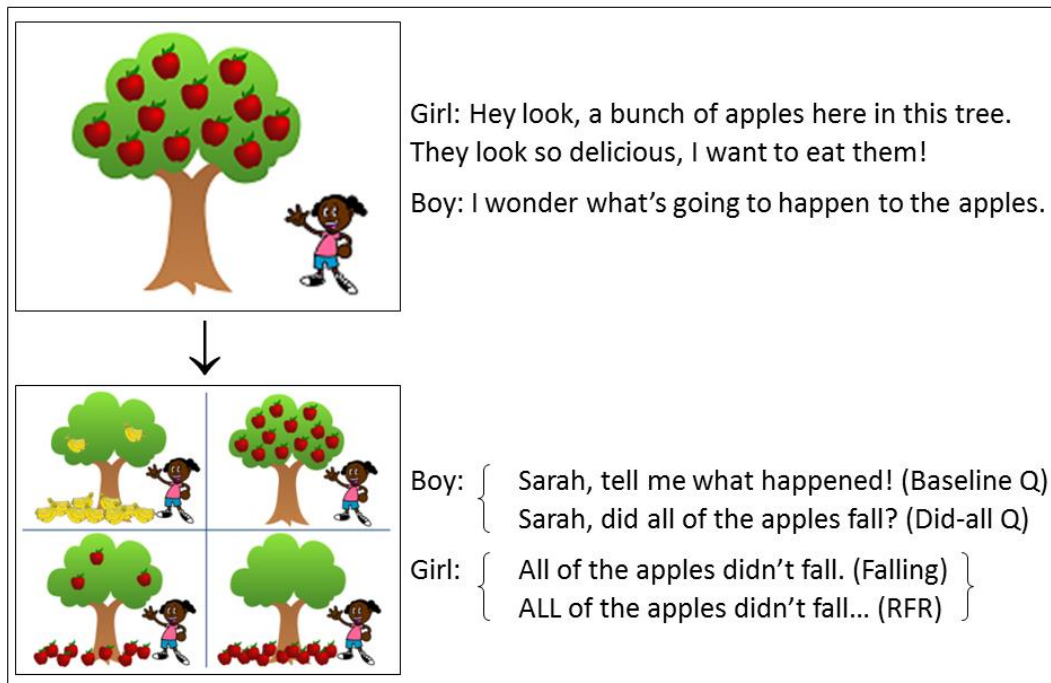 Girl: Hey look, a bunch of apples here in this tree.
They look so delicious, I want to eat them!
Boy: I wonder what's going to happen to the apples.
Boy: Sarah, tell me what happened! (Baseline Q)
Sarah, did all of the apples fall? (Did-all Q)
Girl: All of the apples didn't fall. (Falling)
ALL of the apples didn't fall... (RFR)